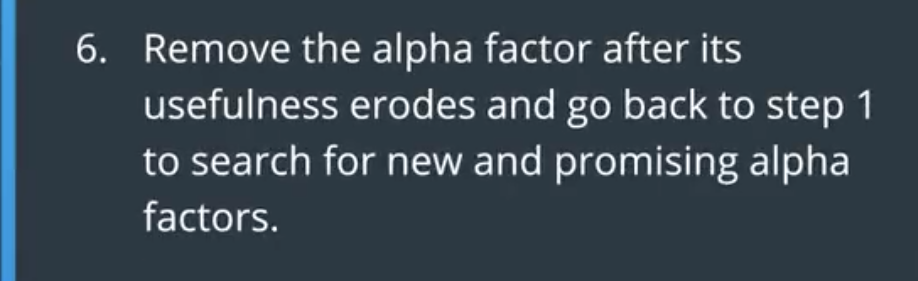 6. Remove the alpha factor after its
usefulness erodes and go back to step 1
to search for new and promising alpha
factors.